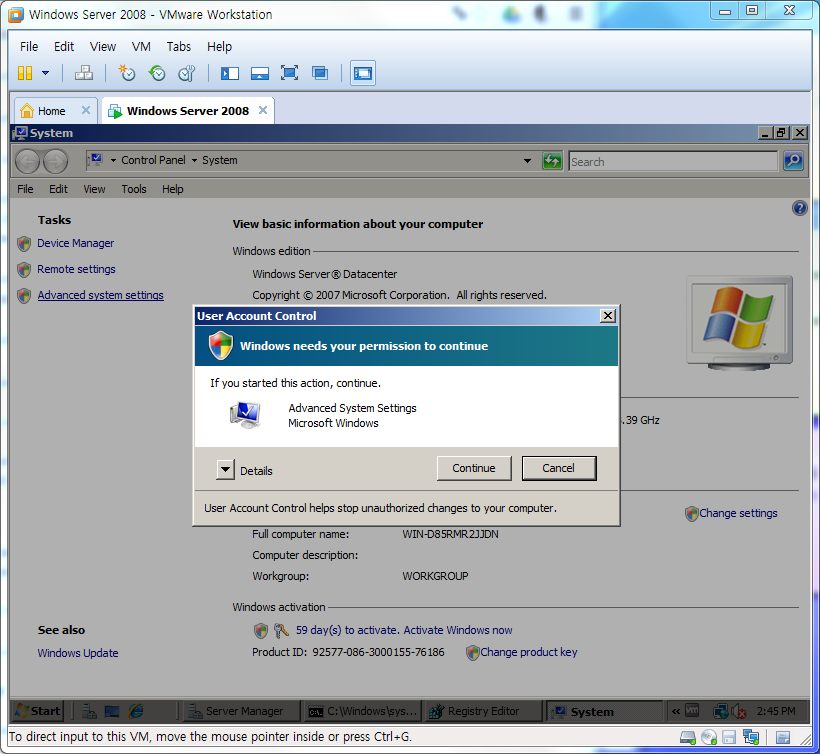 Windows Server 2008 - VMware Workstation
File Edit View VM Tabs Help
Home
Windows Server 2008
System
Control Panel System
Search
File Edit View Tools Help
Tasks
Device Manager
Remote settings
Advanced system settings
View basic information about your computer
Windows edition
Windows Server® Datacenter
Copyright © 2007 Microsoft Corporation. All rights reserved.
User Account Control
Windows needs your permission to continue
If you started this action, continue.
Advanced System Settings
Microsoft Windows
.39 GHz
Details
Continue
Cancel
User Account Control helps stop unauthorized changes to your computer.
Change settings
Full computer name: WIN-D85RMR2JJDN
Computer description:
Workgroup: WORKGROUP
Windows activation
59 day(s) to activate. Activate Windows now
Product ID: 92577-086-3000155-76186
Change product key
See also
Windows Update
Start
Server Manager
C:\Windows\sys...
Registry Editor
System
2:45 PM
To direct input to this VM, move the mouse pointer inside or press Ctrl+G.